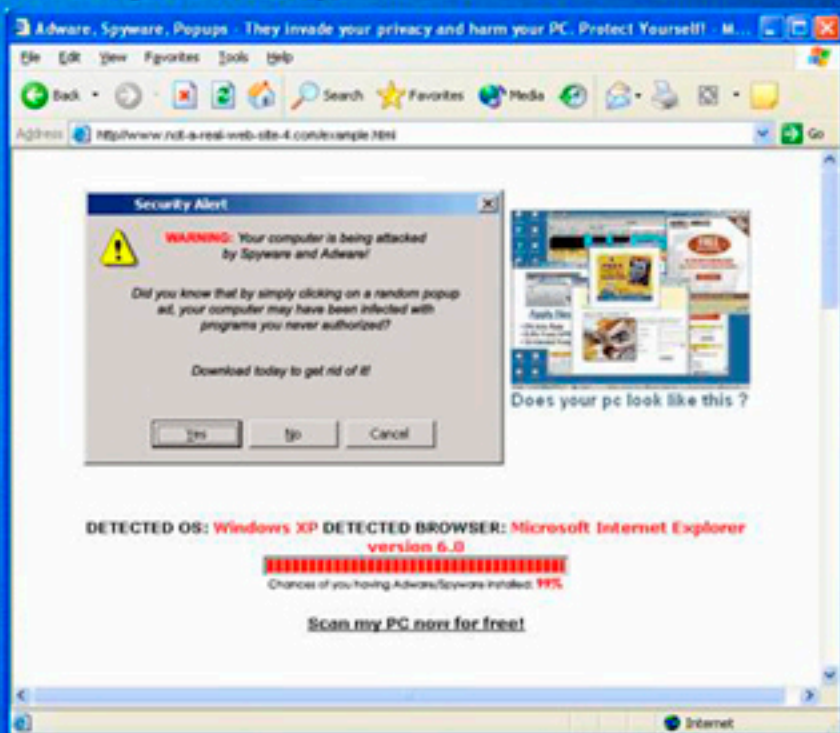 Adware, Spyware, Popups - They invade your privacy and harm your PC. Protect Yourself! - M...
File Edit View Favorites Tools Help
Back Search Favorites Media
Address http://www.not-a-real-web-site-4.com/example.html Go
Security Alert
WARNING: Your computer is being attacked
by Spyware and Adware!
Did you know that by simply clicking on a random popup
ad, your computer may have been infected with
programs you never authorized?
Download today to get rid of it!
Yes No Cancel
FREE
Does your pc look like this ?
DETECTED OS: Windows XP DETECTED BROWSER: Microsoft Internet Explorer
version 6.0
Chances of you having Adware/Spyware installed: 99%
Scan my PC now for free!
Internet